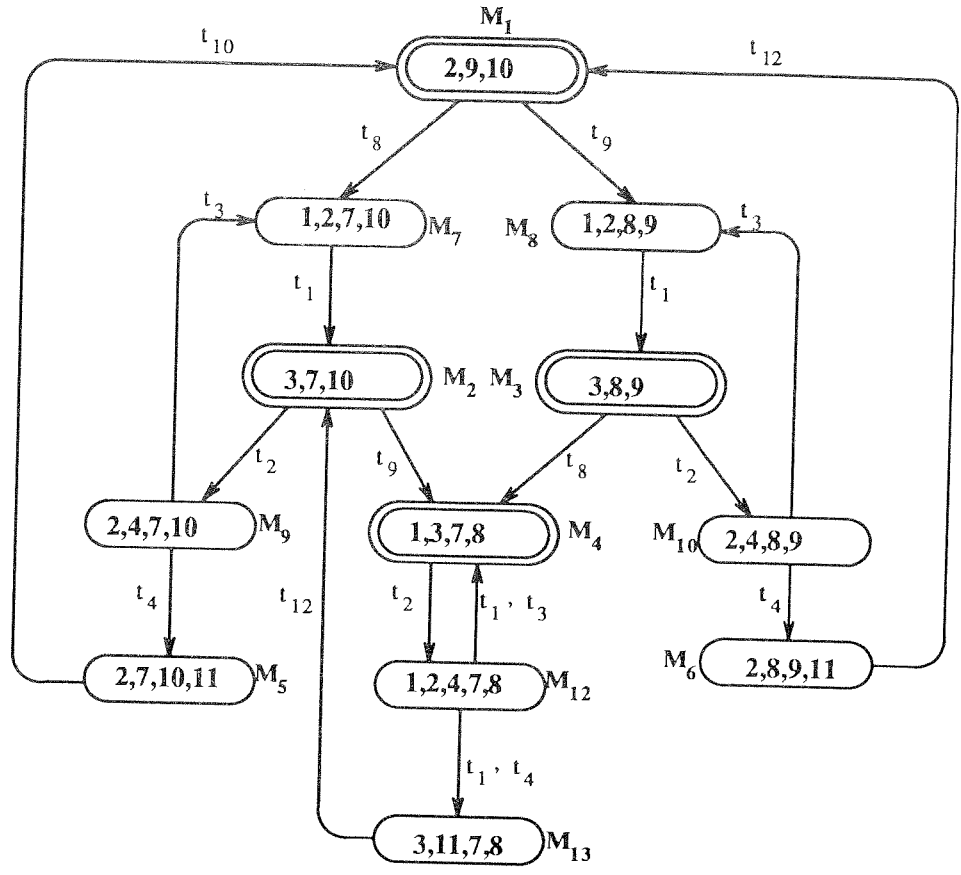 M1
t10
2,9,10
t12
t8
t9
t3
1,2,7,10
M7
M8
1,2,8,9
t3
t1
t1
3,7,10
M2
M3
3,8,9
t2
t9
t8
t2
2,4,7,10
M9
1,3,7,8
M4
M10
2,4,8,9
t4
t12
t2
t1 , t3
t4
2,7,10,11
M5
1,2,4,7,8
M12
M6
2,8,9,11
t1 , t4
3,11,7,8
M13